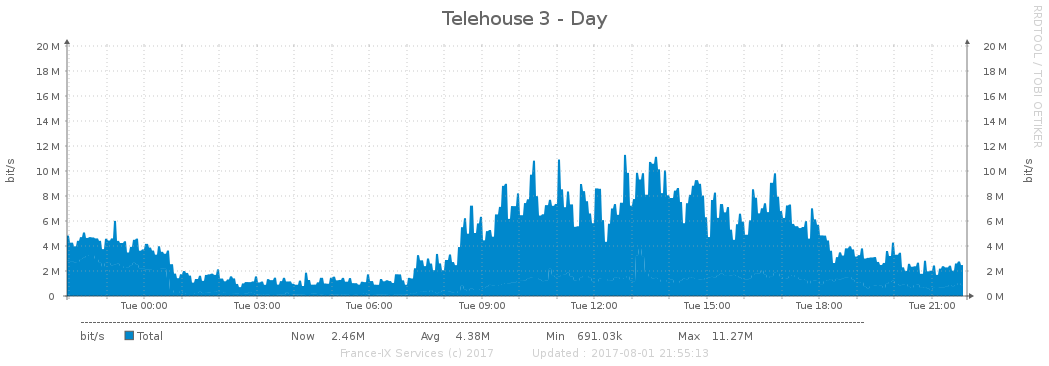 Telehouse 3 - Day
RRDTOOL / TOBI OETIKER
bit/s
bit/s
20 M 20 M
18 M 18 M
16 M 16 M
14 M 14 M
12 M 12 M
10 M 10 M
8 M 8 M
6 M 6 M
4 M 4 M
2 M 2 M
0 0 M
Tue 00:00 Tue 03:00 Tue 06:00 Tue 09:00 Tue 12:00 Tue 15:00 Tue 18:00 Tue 21:00
bit/s Total Now 2.46M Avg 4.38M Min 691.03k Max 11.27M
France-IX Services (c) 2017 Updated : 2017-08-01 21:55:13